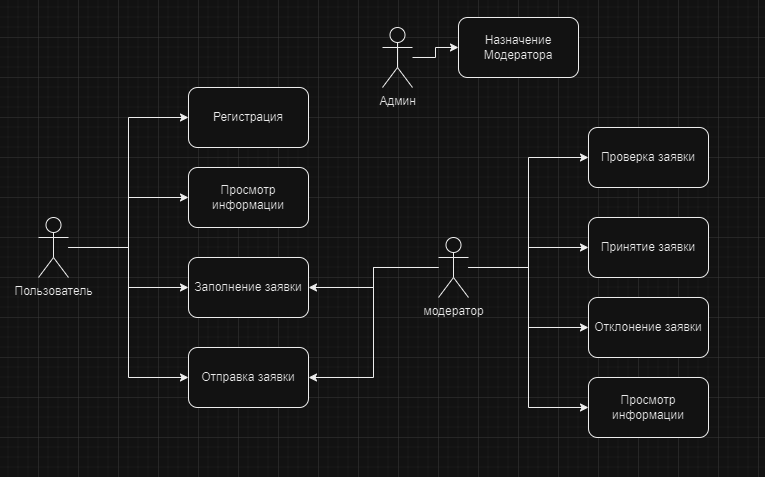 Назначение
Модератора
Админ
Регистрация
Просмотр
информации
Пользователь
Заполнение заявки
Отправка заявки
модератор
Проверка заявки
Принятие заявки
Отклонение заявки
Просмотр
информации